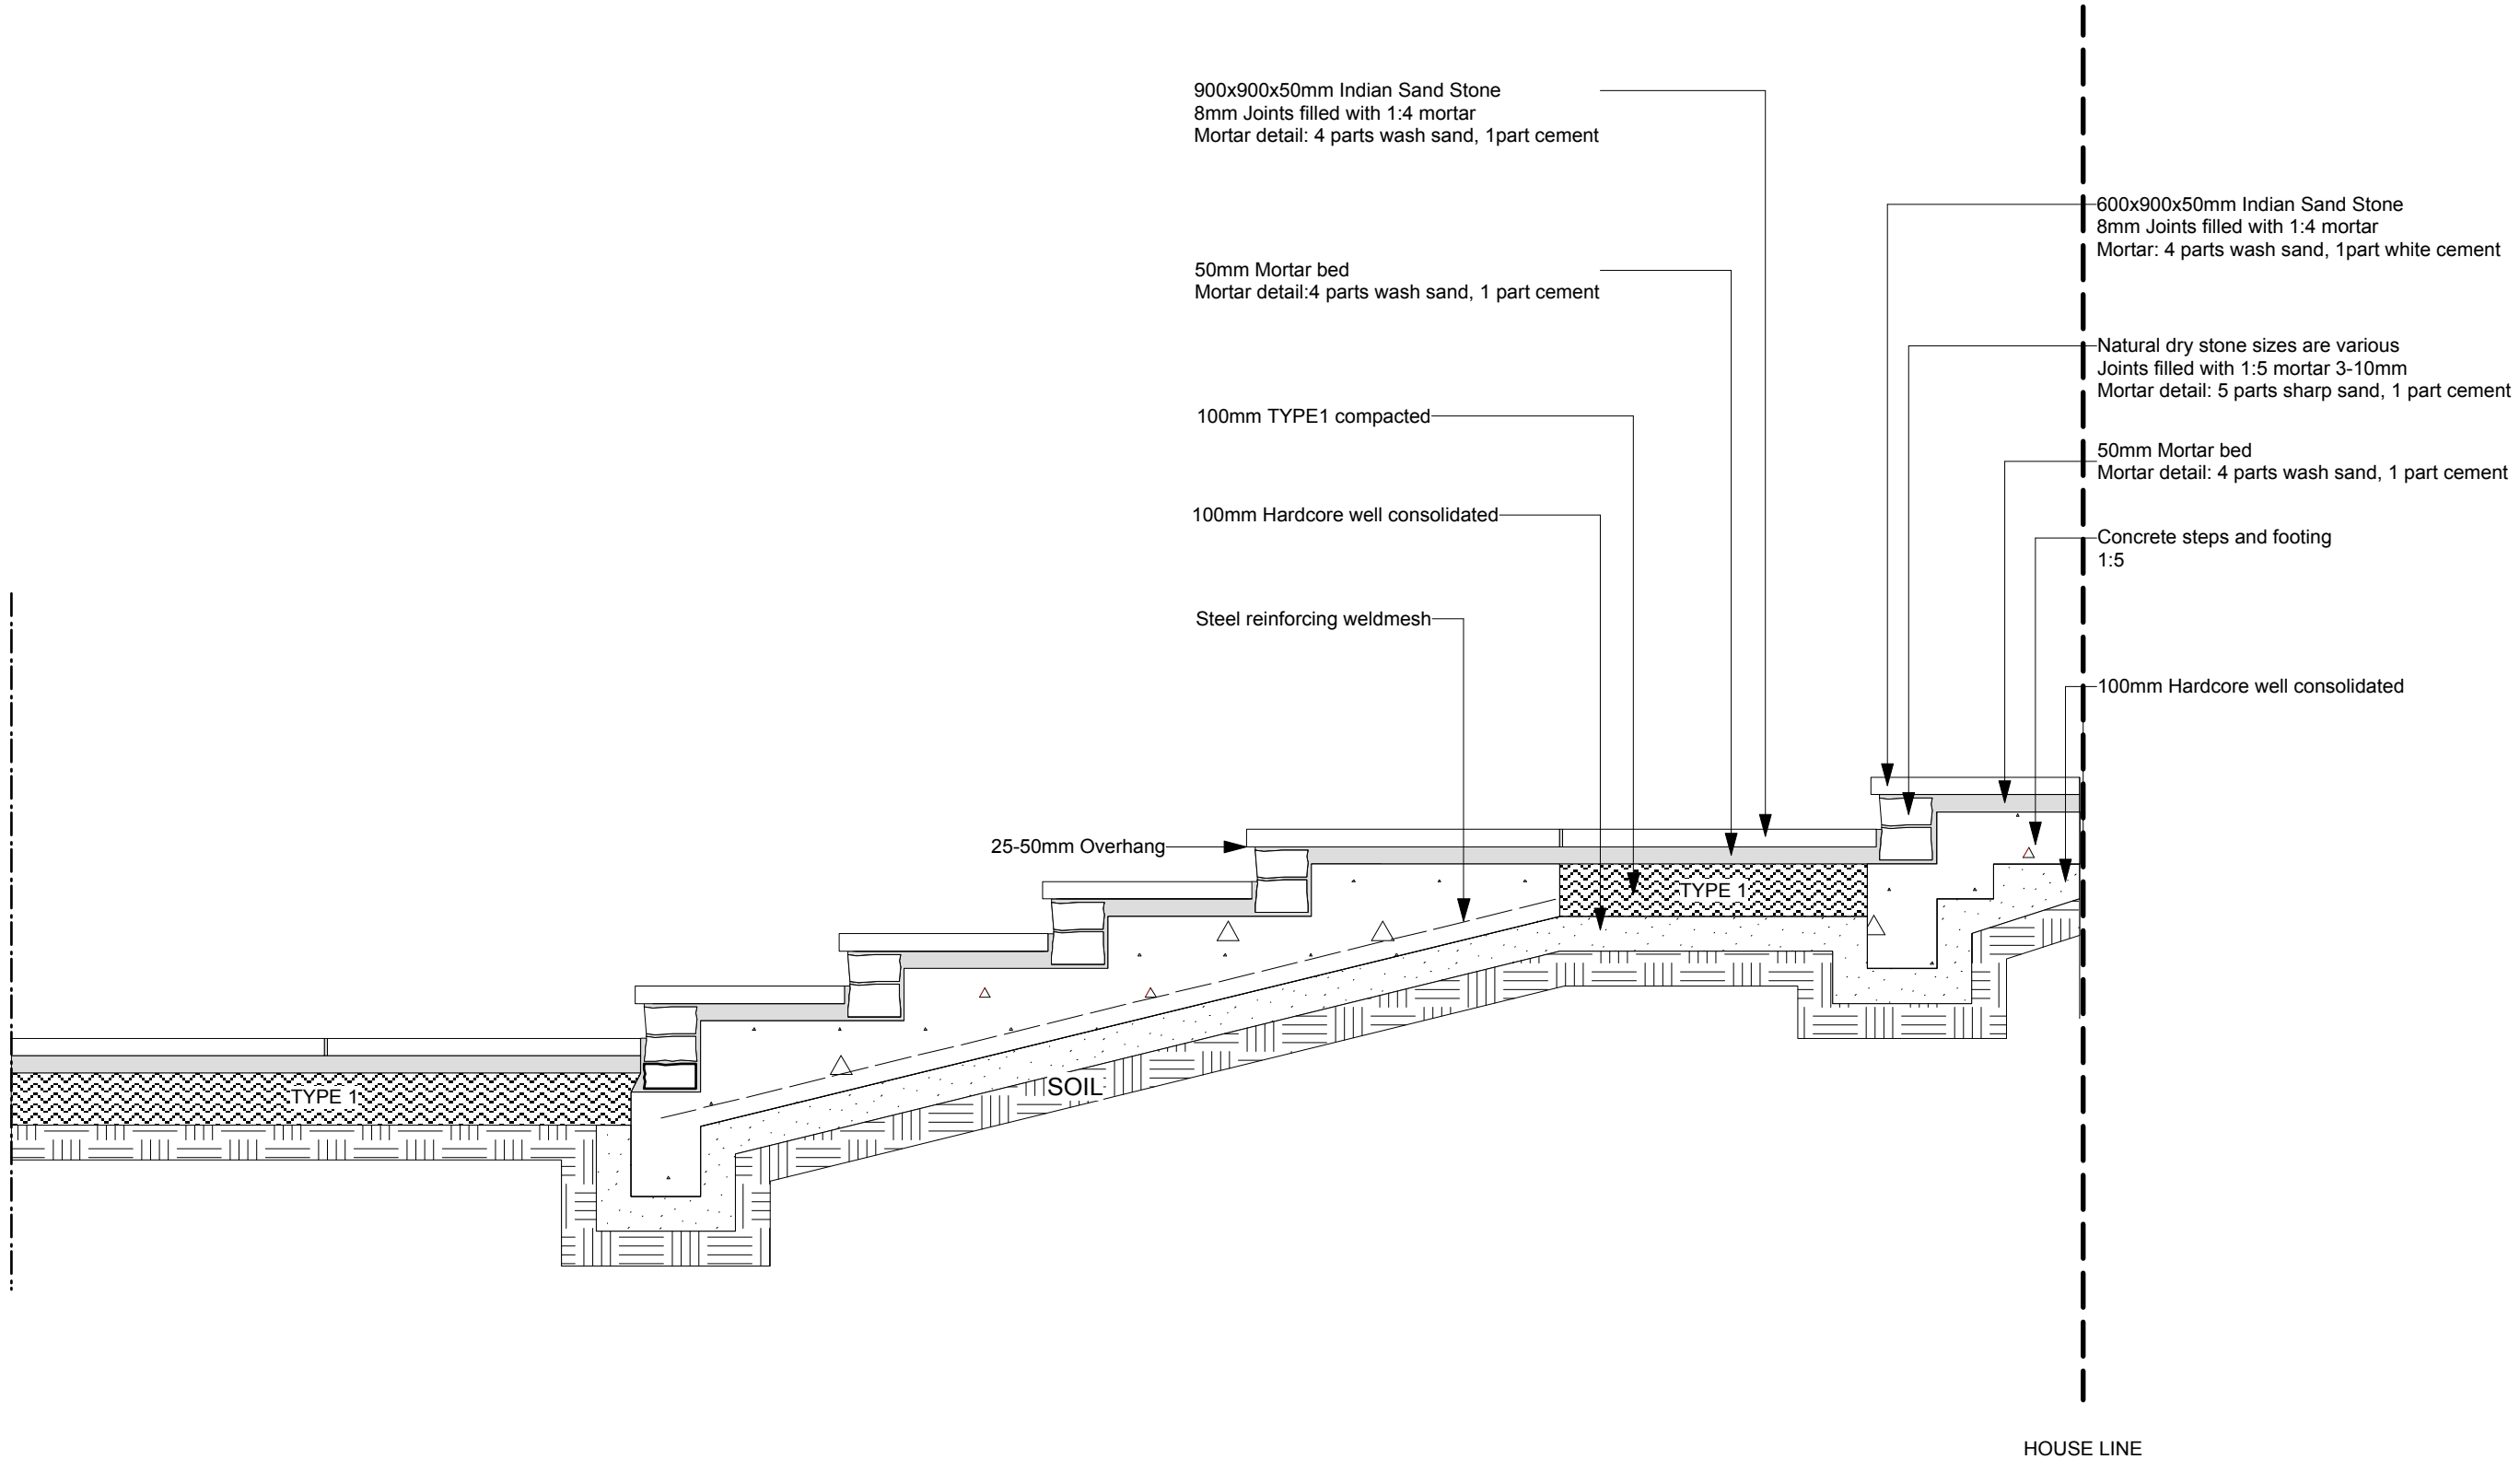 900x900x50mm Indian Sand Stone
8mm Joints filled with 1:4 mortar
Mortar detail: 4 parts wash sand, 1part cement
600x900x50mm Indian Sand Stone
8mm Joints filled with 1:4 mortar
Mortar: 4 parts wash sand, 1part white cement
50mm Mortar bed
Mortar detail:4 parts wash sand, 1 part cement
Natural dry stone sizes are various
Joints filled with 1:5 mortar 3-10mm
Mortar detail: 5 parts sharp sand, 1 part cement
100mm TYPE1 compacted
50mm Mortar bed
Mortar detail: 4 parts wash sand, 1 part cement
100mm Hardcore well consolidated
Concrete steps and footing
1:5
Steel reinforcing weldmesh
100mm Hardcore well consolidated
25-50mm Overhang
TYPE 1
SOIL
TYPE 1
HOUSE LINE